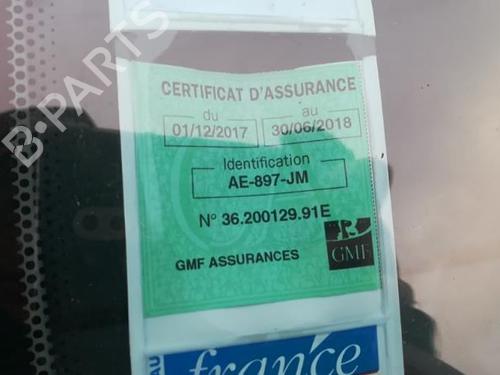 B-PARTS
CERTIFICAT D'ASSURANCE
du au
01/12/2017 30/06/2018
Identification
AE-897-JM
N° 36.200129.91E
GMF ASSURANCES
GMF
france